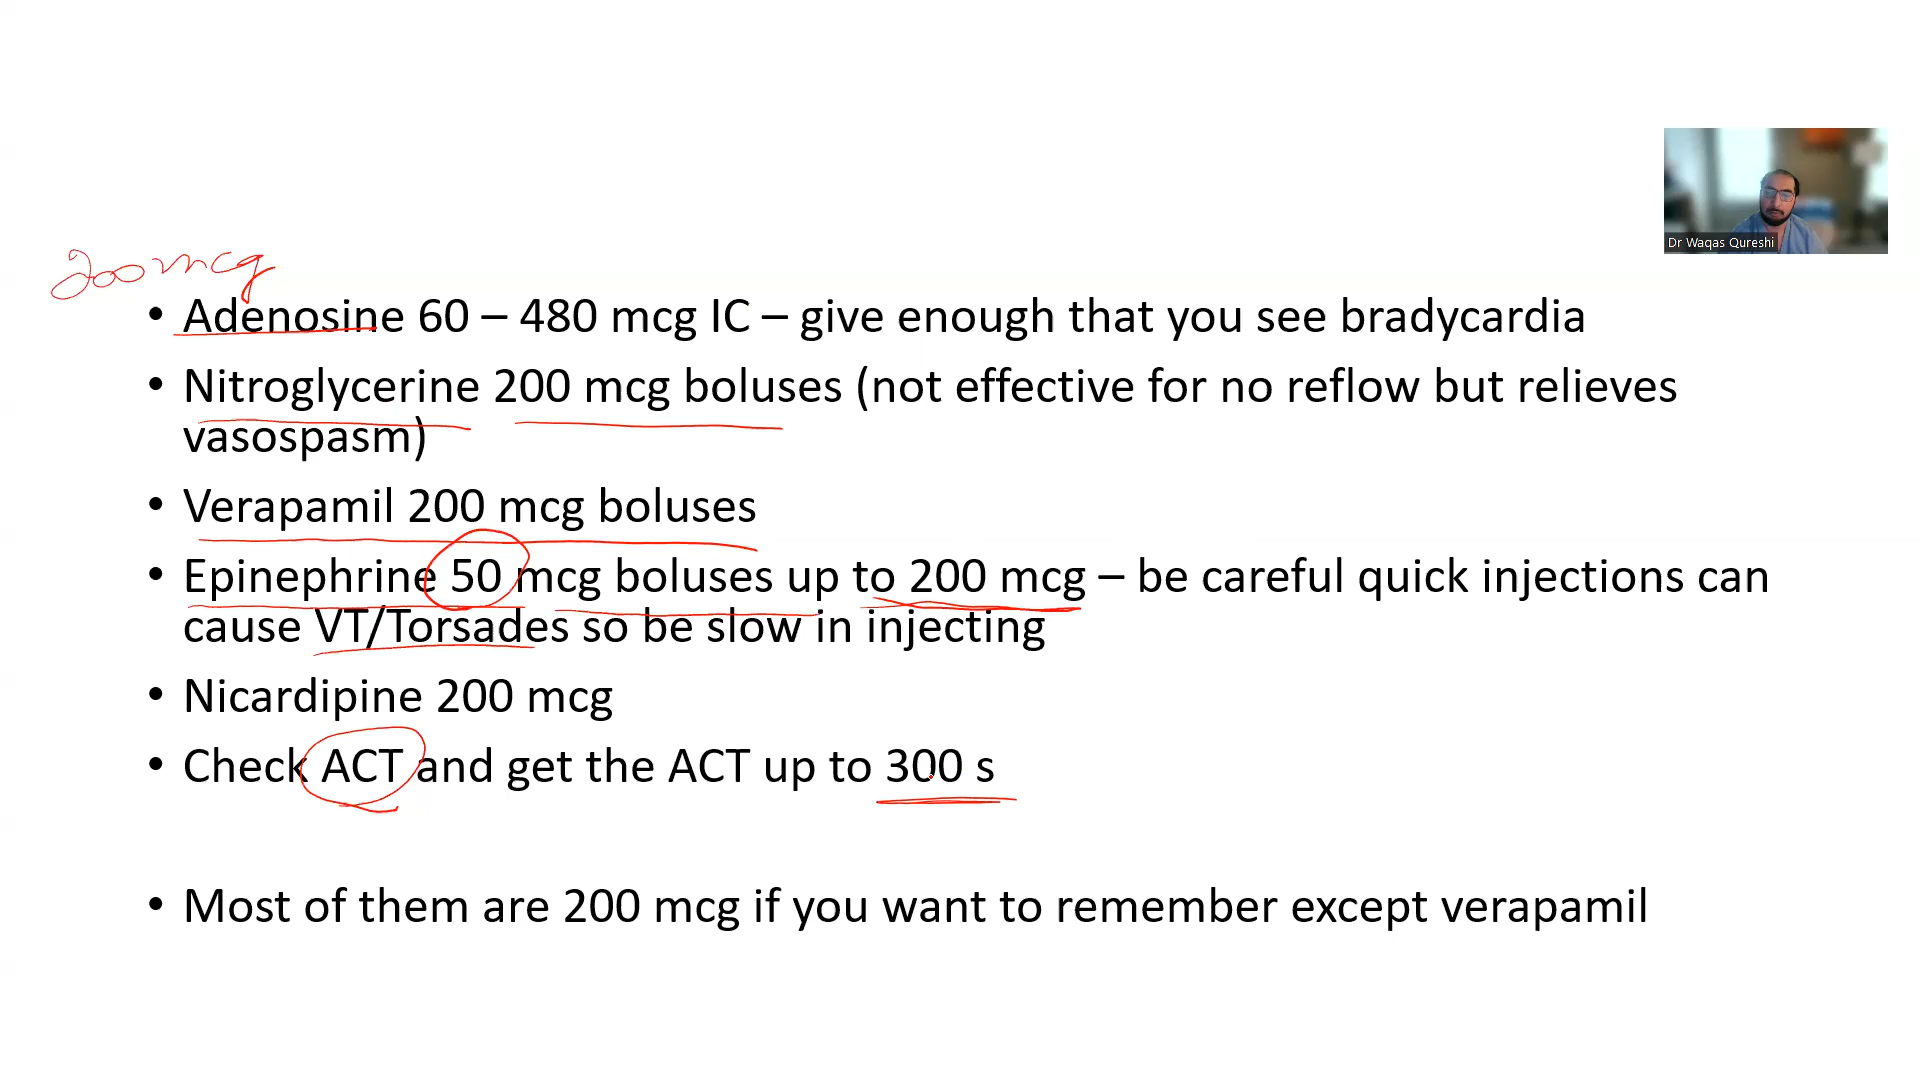 Dr Waqas Qureshi
200 mcg
• Adenosine 60 – 480 mcg IC – give enough that you see bradycardia
• Nitroglycerine 200 mcg boluses (not effective for no reflow but relieves
vasospasm)
• Verapamil 200 mcg boluses
• Epinephrine 50 mcg boluses up to 200 mcg – be careful quick injections can
cause VT/Torsades so be slow in injecting
• Nicardipine 200 mcg
• Check ACT and get the ACT up to 300 s
• Most of them are 200 mcg if you want to remember except verapamil